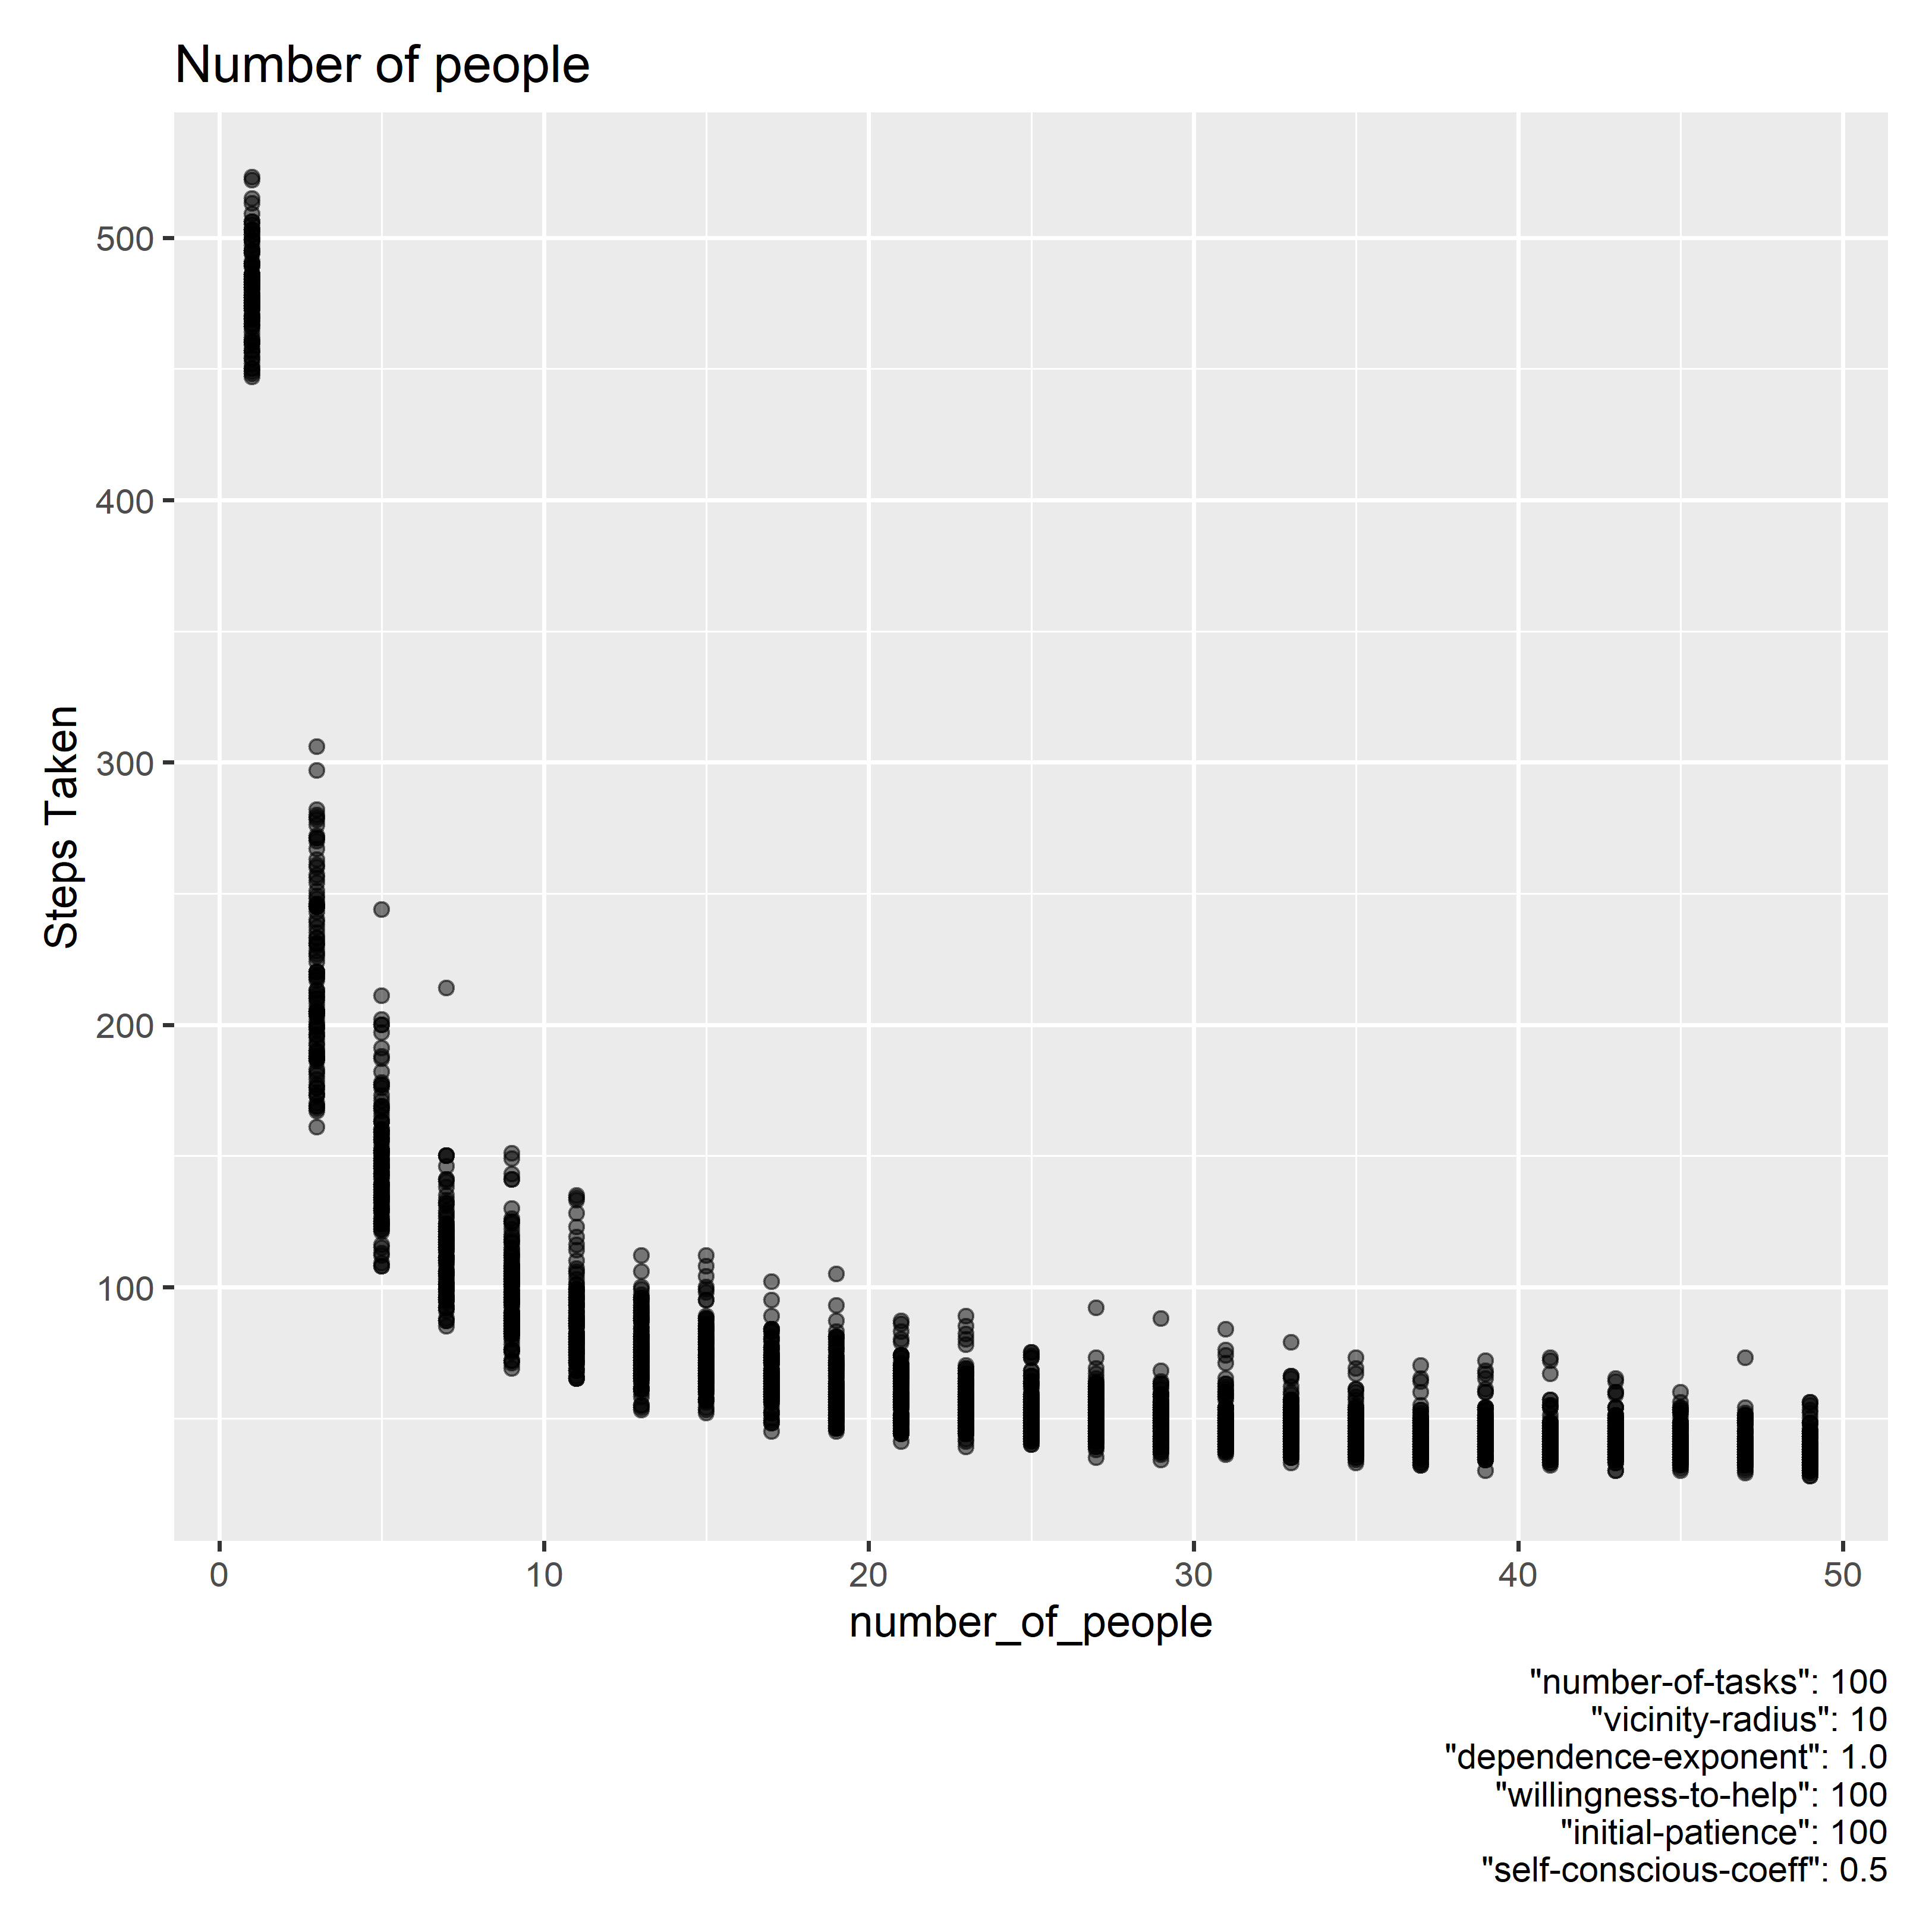 Number of people
500
400
300
200
100
Steps Taken
0 10 20 30 40 50
number_of_people
"number-of-tasks": 100
"vicinity-radius": 10
"dependence-exponent": 1.0
"willingness-to-help": 100
"initial-patience": 100
"self-conscious-coeff": 0.5